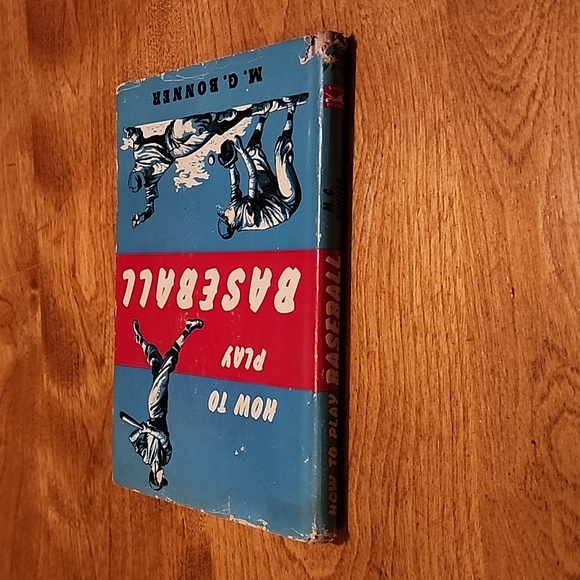 HOW TO
PLAY
BASEBALL
M. G. BONNER
HOW TO PLAY BASEBALL
M. G.